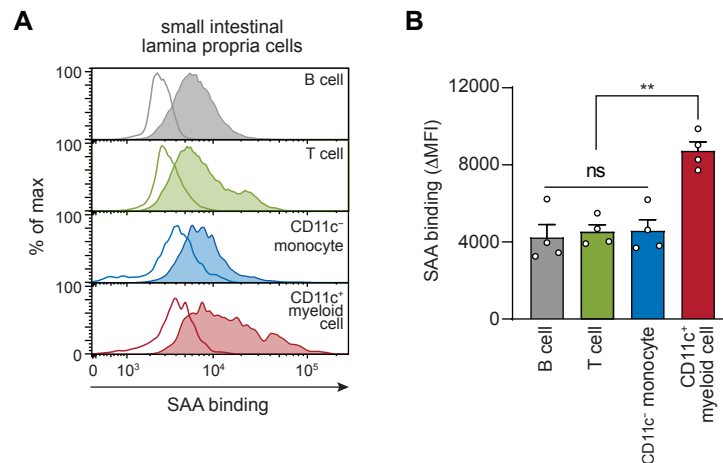 A
small intestinal
lamina propria cells
100
B cell
100
T cell
100
CD11c⁻
monocyte
100
CD11c⁺
myeloid
cell
0
% of max
0 10³ 10⁴ 10⁵
SAA binding
B
12000
8000
4000
0
SAA binding (ΔMFI)
**
ns
B cell
T cell
CD11c⁻ monocyte
CD11c⁺
myeloid cell